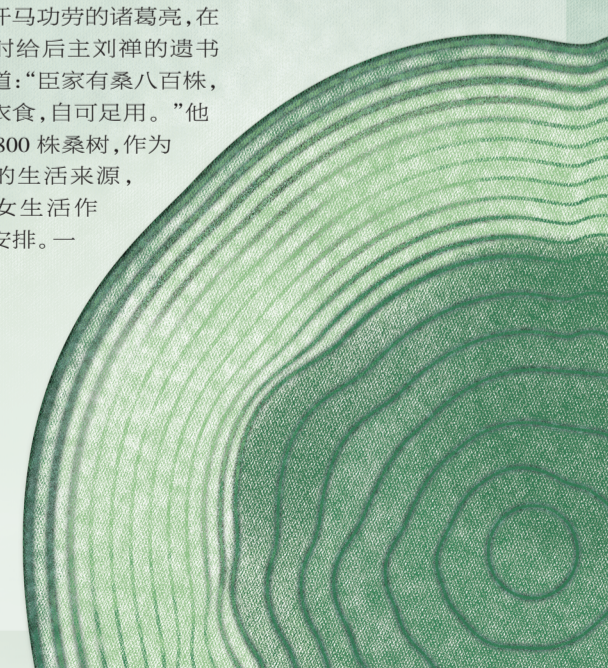 汗马功劳的诸葛亮,在
时给后主刘禅的遗书
道:“臣家有桑八百株,
衣食,自可足用。”他
800 株桑树,作为
的生活来源,
女生活作
安排。一